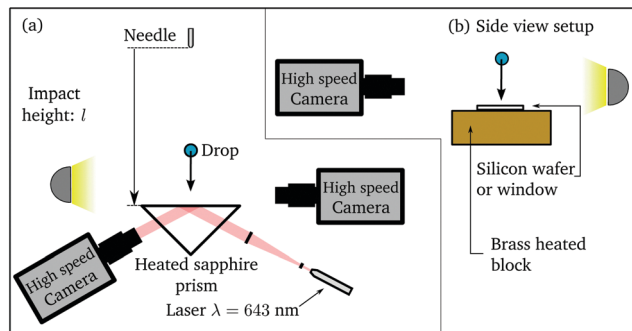 (a)
Needle
Impact
height: l
Drop
High speed
Camera
High speed
Camera
Heated sapphire
prism
Laser λ = 643 nm
(b) Side view setup
High speed
Camera
Silicon wafer
or window
Brass heated
block